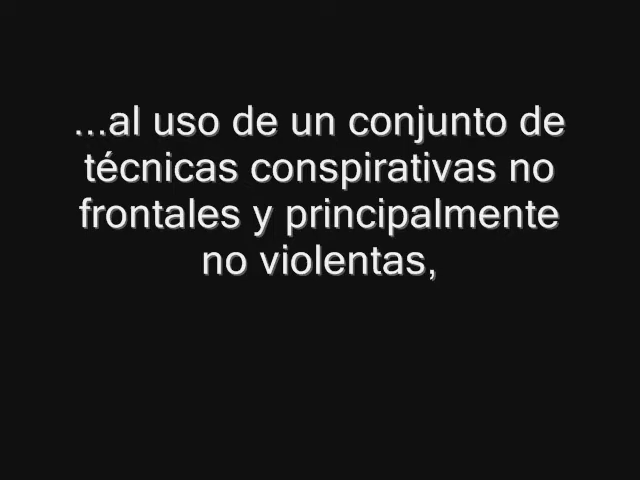 ...al uso de un conjunto de
técnicas conspirativas no
frontales y principalmente
no violentas,